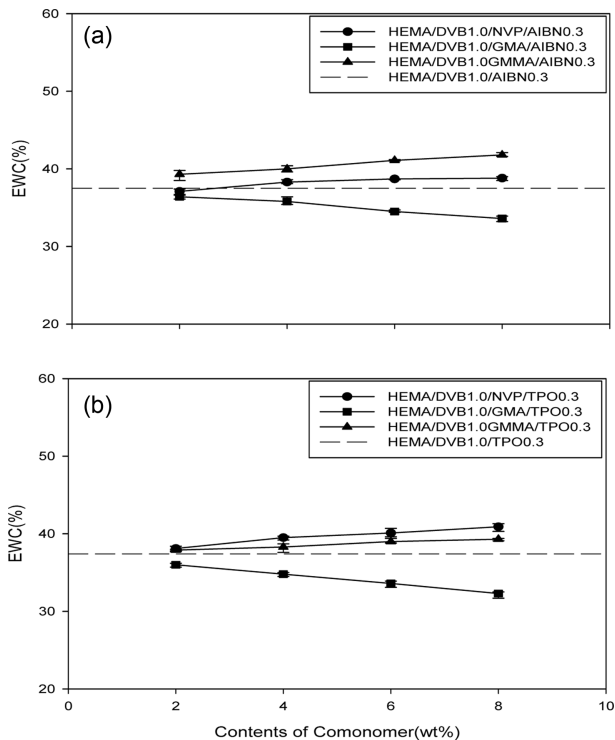 (a)
HEMA/DVB1.0/NVP/AIBN0.3
HEMA/DVB1.0/GMA/AIBN0.3
HEMA/DVB1.0GMMA/AIBN0.3
HEMA/DVB1.0/AIBN0.3
EWC(%)
60
50
40
30
20
(b)
HEMA/DVB1.0/NVP/TPO0.3
HEMA/DVB1.0/GMA/TPO0.3
HEMA/DVB1.0GMMA/TPO0.3
HEMA/DVB1.0/TPO0.3
EWC(%)
60
50
40
30
20
0 2 4 6 8 10
Contents of Comonomer(wt%)